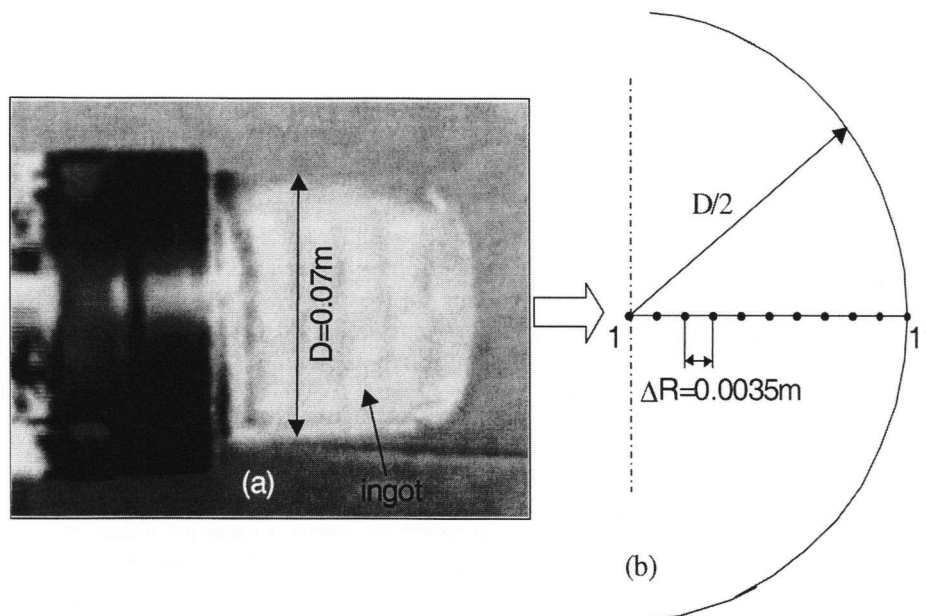 D=0.07m
(a)
ingot
D/2
1
1
ΔR=0.0035m
(b)